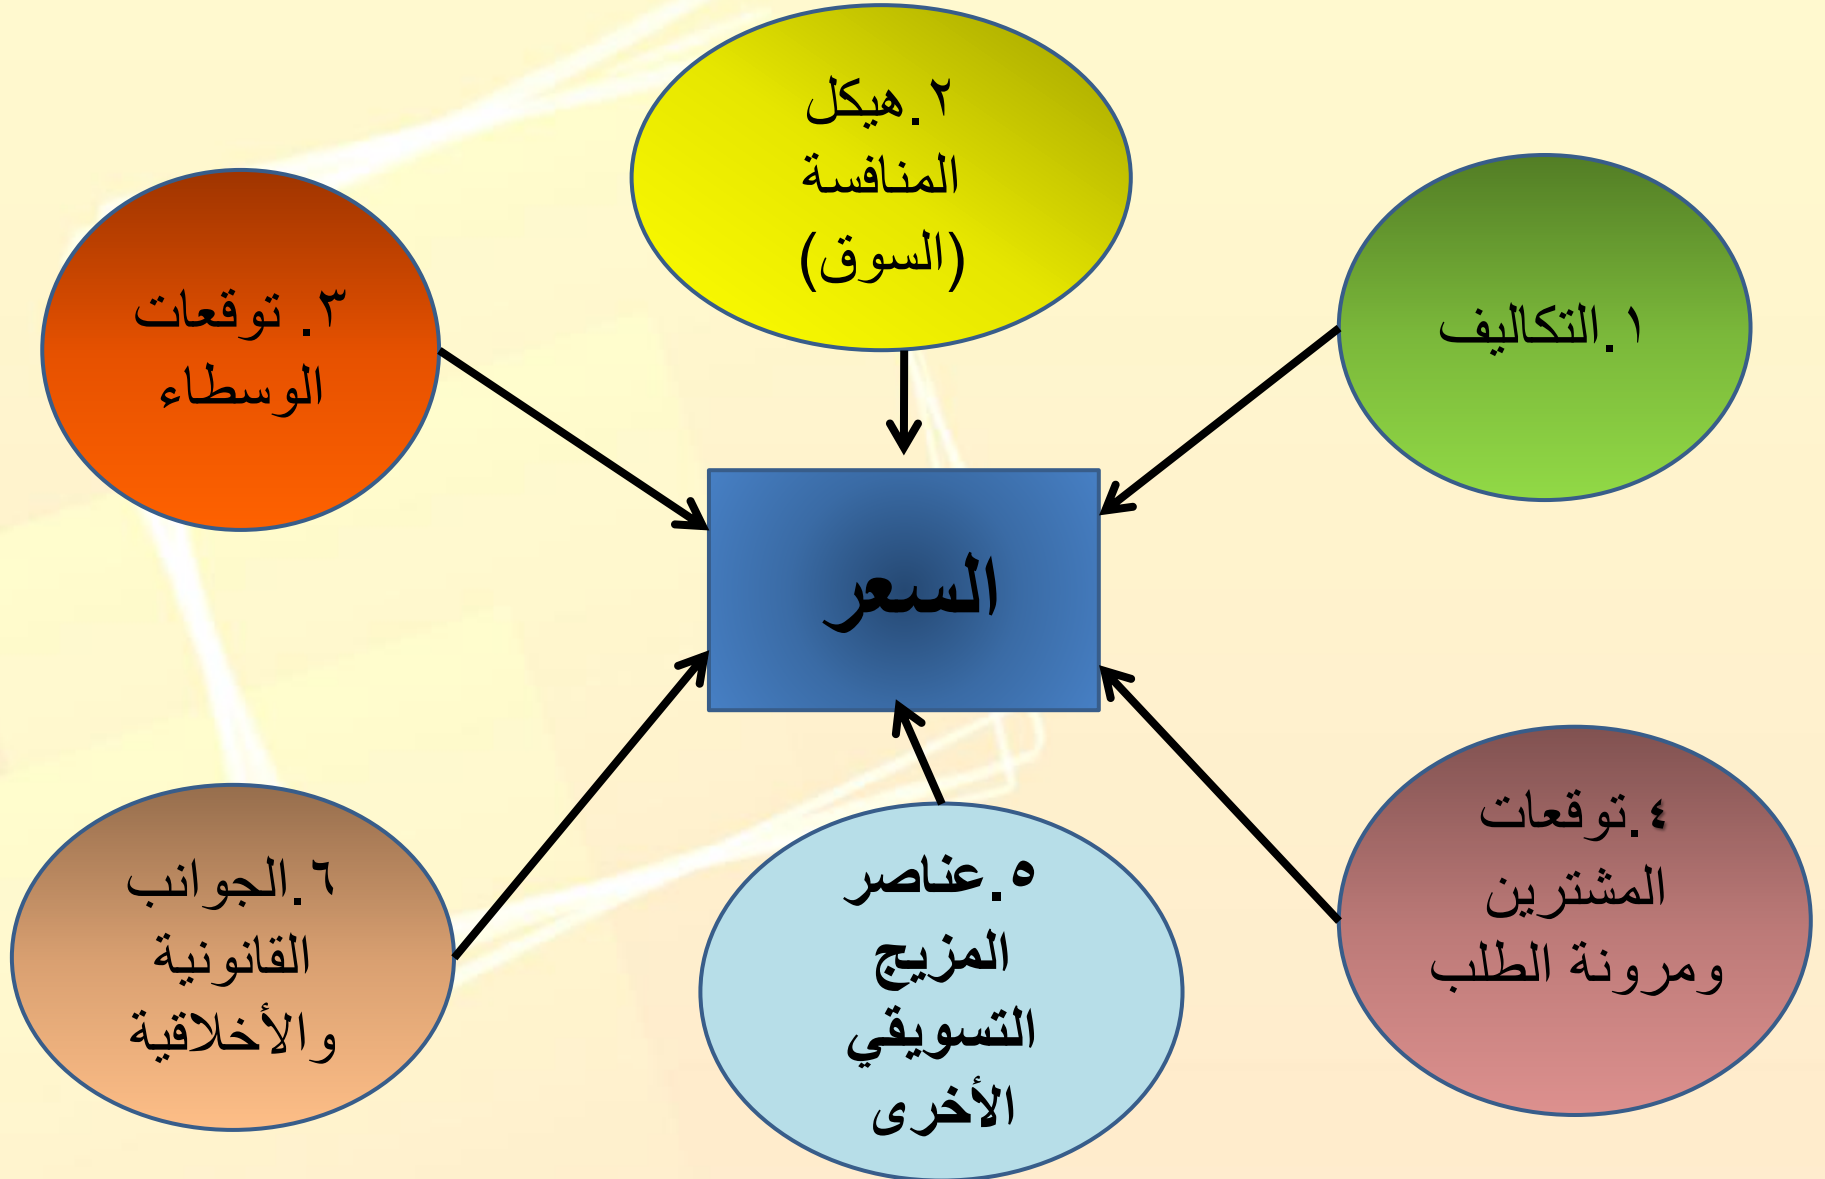 ١.التكاليف
٢.هيكل
المنافسة
(السوق)
٣. توقعات
الوسطاء
السعر
٤.توقعات
المشترين
ومرونة الطلب
٥.عناصر
المزيج
التسويقي
الأخرى
٦.الجوانب
القانونية
والأخلاقية